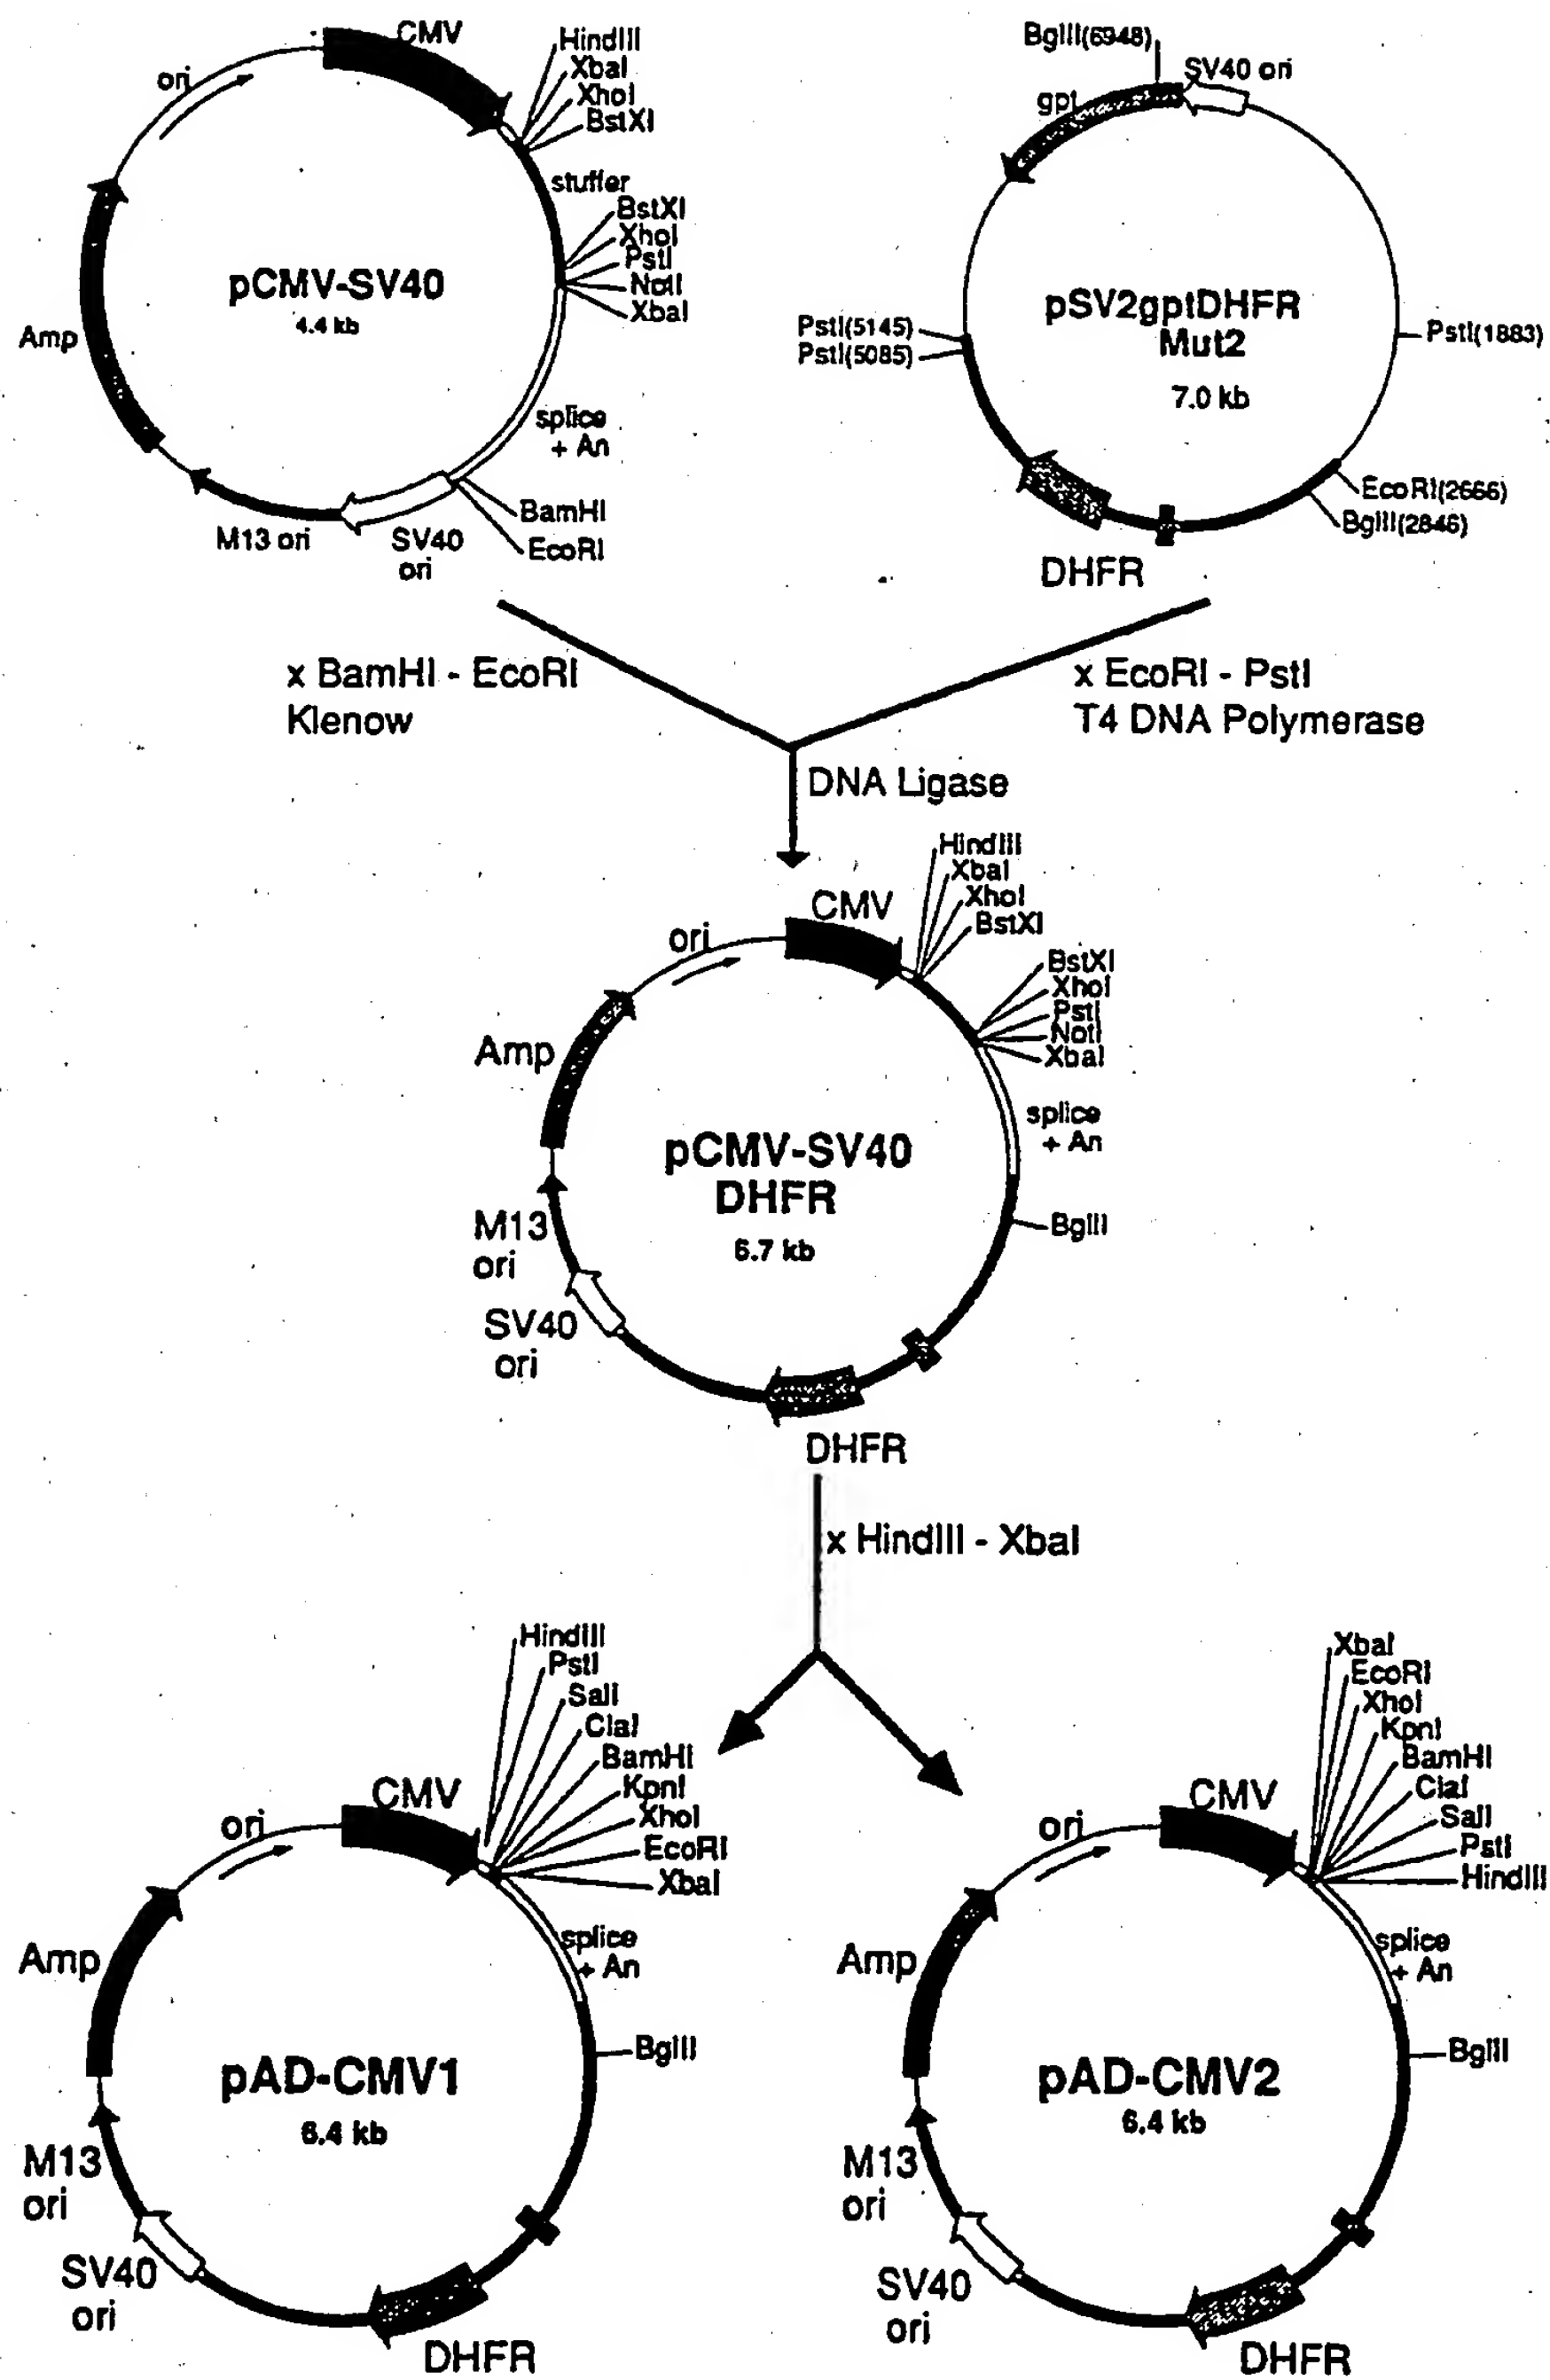 CMV
ori
HindIII
XbaI
XhoI
BstXI
stuffer
BstXI
XhoI
PstI
NotI
XbaI
pCMV-SV40
4.4 kb
Amp
splice
+ An
BamHI
EcoRI
M13 ori
SV40
ori
BglII(6948)
SV40 ori
gpt
pSV2gptDHFR
Mut2
7.0 kb
PstI(5145)
PstI(5085)
PstI(1883)
EcoRI(2666)
BglII(2846)
DHFR
x BamHI - EcoRI
Klenow
x EcoRI - PstI
T4 DNA Polymerase
DNA Ligase
CMV
ori
HindIII
XbaI
XhoI
BstXI
BstXI
XhoI
PstI
NotI
XbaI
Amp
splice
+ An
pCMV-SV40
DHFR
6.7 kb
BglII
M13
ori
SV40
ori
DHFR
x HindIII - XbaI
HindIII
PstI
SalI
ClaI
BamHI
KpnI
XhoI
EcoRI
XbaI
CMV
ori
Amp
splice
+ An
BglII
pAD-CMV1
6.4 kb
M13
ori
SV40
ori
DHFR
XbaI
EcoRI
XhoI
KpnI
BamHI
ClaI
SalI
PstI
HindIII
CMV
ori
Amp
splice
+ An
BglII
pAD-CMV2
6.4 kb
M13
ori
SV40
ori
DHFR